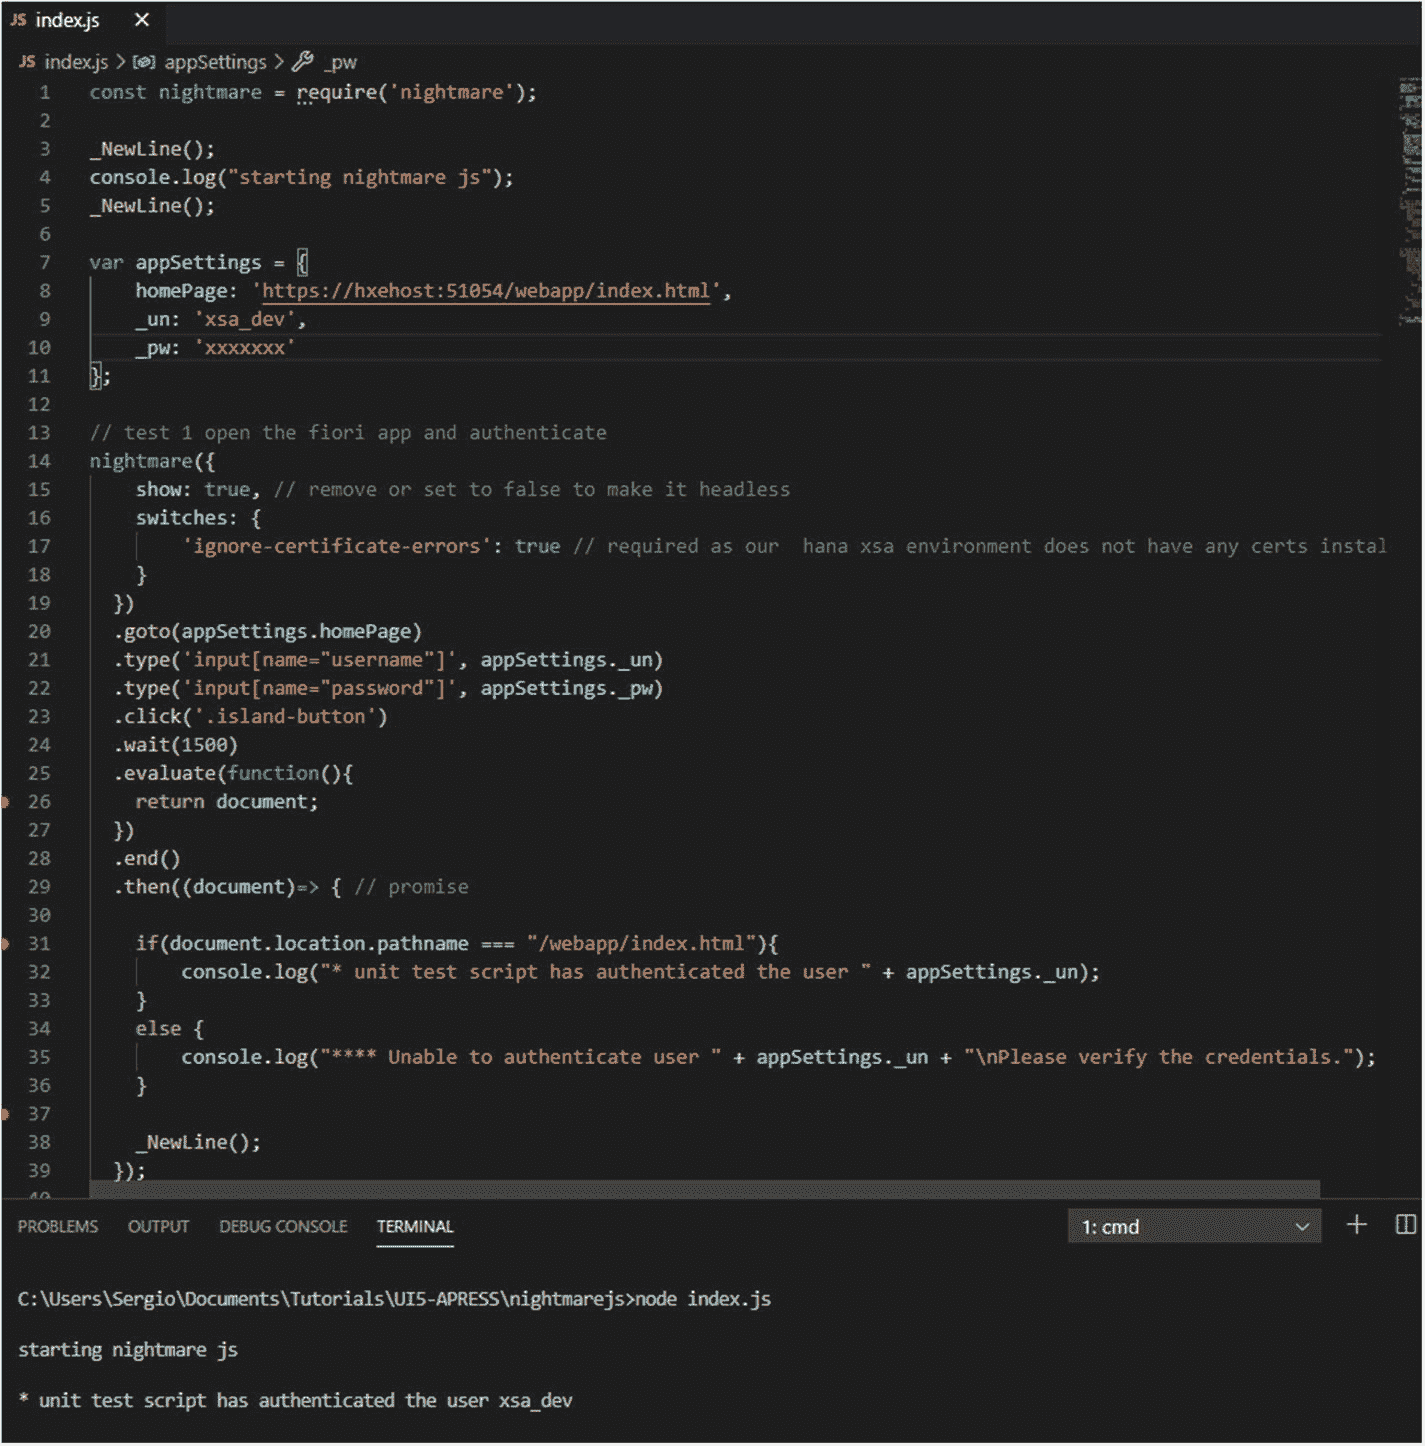 JS index.js ×
JS index.js > appSettings > _pw
1 const nightmare = require('nightmare');
2
3 _NewLine();
4 console.log("starting nightmare js");
5 _NewLine();
6
7 var appSettings = {
8 homePage: 'https://hxehost:51054/webapp/index.html',
9 _un: 'xsa_dev',
10 _pw: 'xxxxxxx'
11 };
12
13 // test 1 open the fiori app and authenticate
14 nightmare({
15 show: true, // remove or set to false to make it headless
16 switches: {
17 'ignore-certificate-errors': true // required as our  hana xsa environment does not have any certs instal
18 }
19 })
20 .goto(appSettings.homePage)
21 .type('input[name="username"]', appSettings._un)
22 .type('input[name="password"]', appSettings._pw)
23 .click('.island-button')
24 .wait(1500)
25 .evaluate(function(){
26 return document;
27 })
28 .end()
29 .then((document)=> { // promise
30
31 if(document.location.pathname === "/webapp/index.html"){
32 console.log("* unit test script has authenticated the user " + appSettings._un);
33 }
34 else {
35 console.log("**** Unable to authenticate user " + appSettings._un + "\nPlease verify the credentials.");
36 }
37
38 _NewLine();
39 });
40
PROBLEMS OUTPUT DEBUG CONSOLE TERMINAL 1: cmd
C:\Users\Sergio\Documents\Tutorials\UI5-APRESS\nightmarejs>node index.js
starting nightmare js
* unit test script has authenticated the user xsa_dev